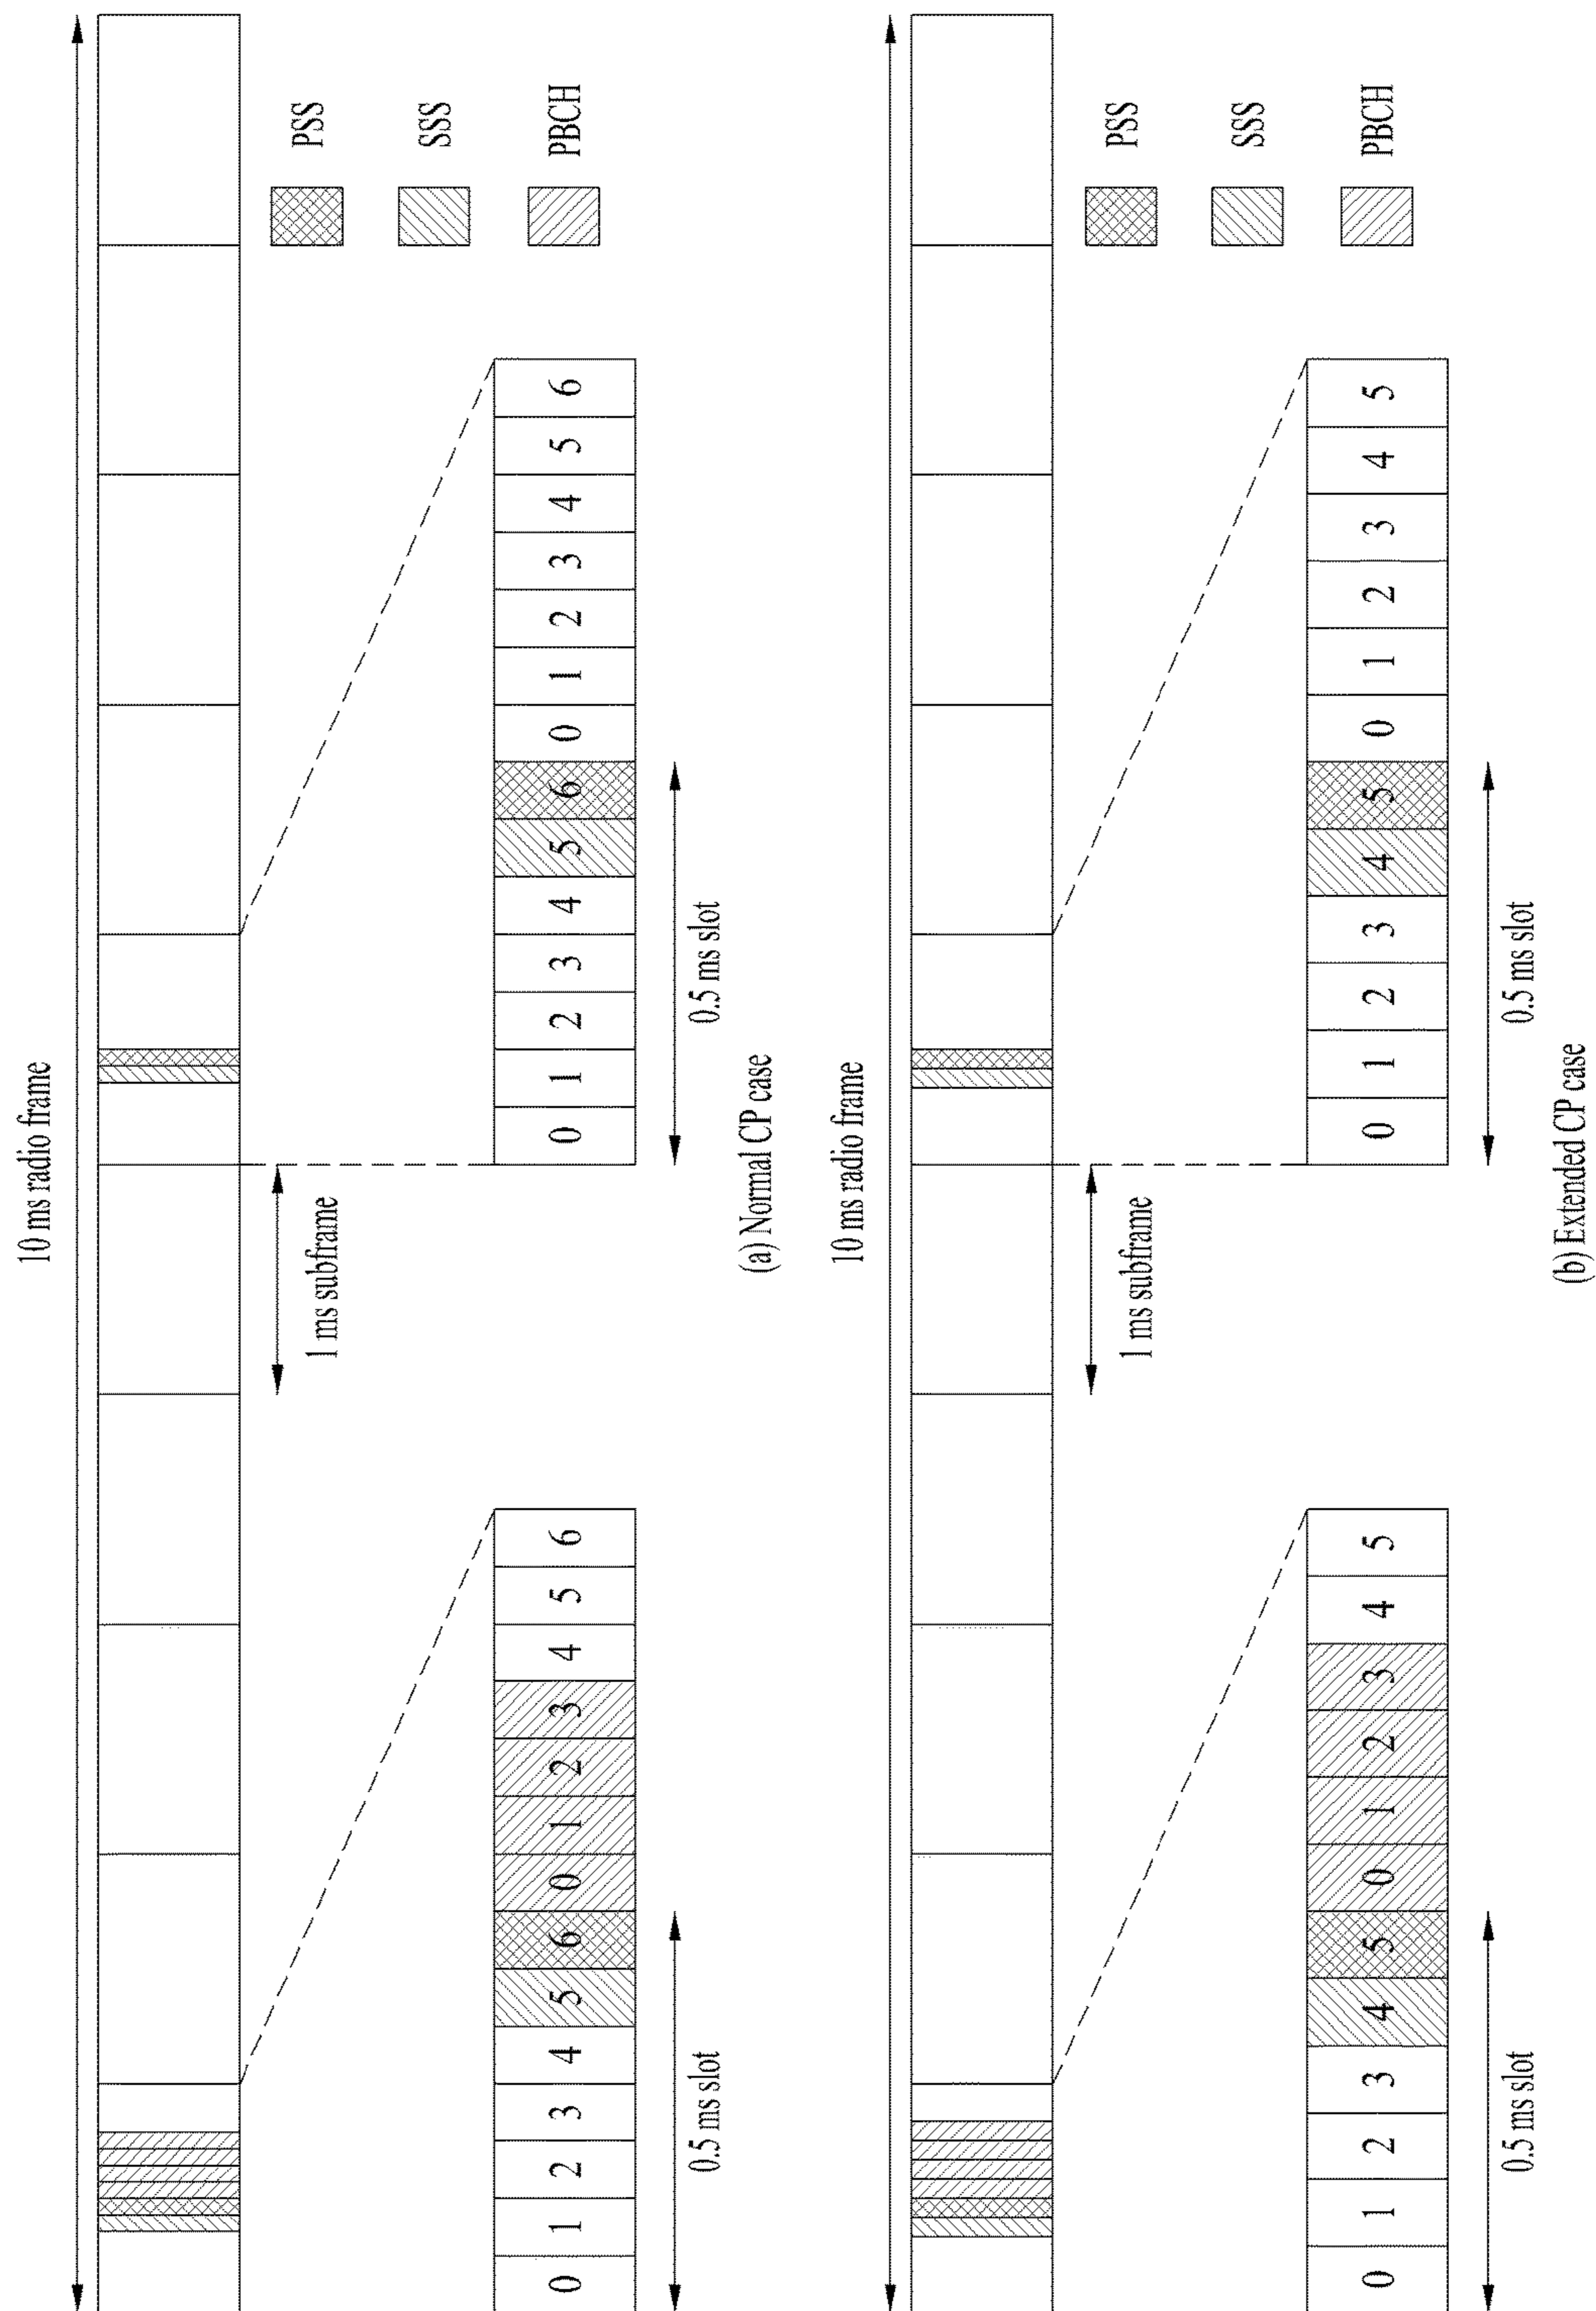 10 ms radio frame
PSS
SSS
PBCH
1 ms subframe
0 1 2 3 4 5 6 0 1 2 3 4 5 6
0 1 2 3 4 5 6 0 1 2 3 4 5 6
0.5 ms slot
0.5 ms slot
(a) Normal CP case
10 ms radio frame
PSS
SSS
PBCH
1 ms subframe
0 1 2 3 4 5 0 1 2 3 4 5
0 1 2 3 4 5 0 1 2 3 4 5
0.5 ms slot
0.5 ms slot
(b) Extended CP case